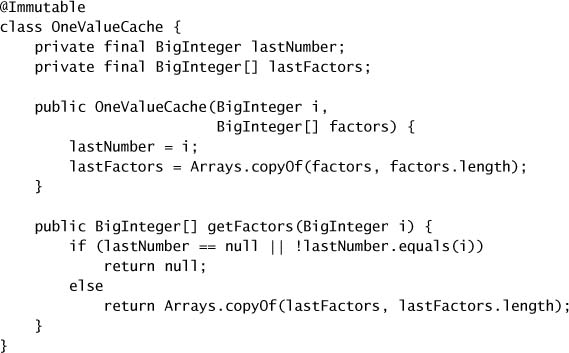 @Immutable
class OneValueCache {
    private final BigInteger lastNumber;
    private final BigInteger[] lastFactors;

    public OneValueCache(BigInteger i,
                         BigInteger[] factors) {
        lastNumber = i;
        lastFactors = Arrays.copyOf(factors, factors.length);
    }

    public BigInteger[] getFactors(BigInteger i) {
        if (lastNumber == null || !lastNumber.equals(i))
            return null;
        else
            return Arrays.copyOf(lastFactors, lastFactors.length);
    }
}